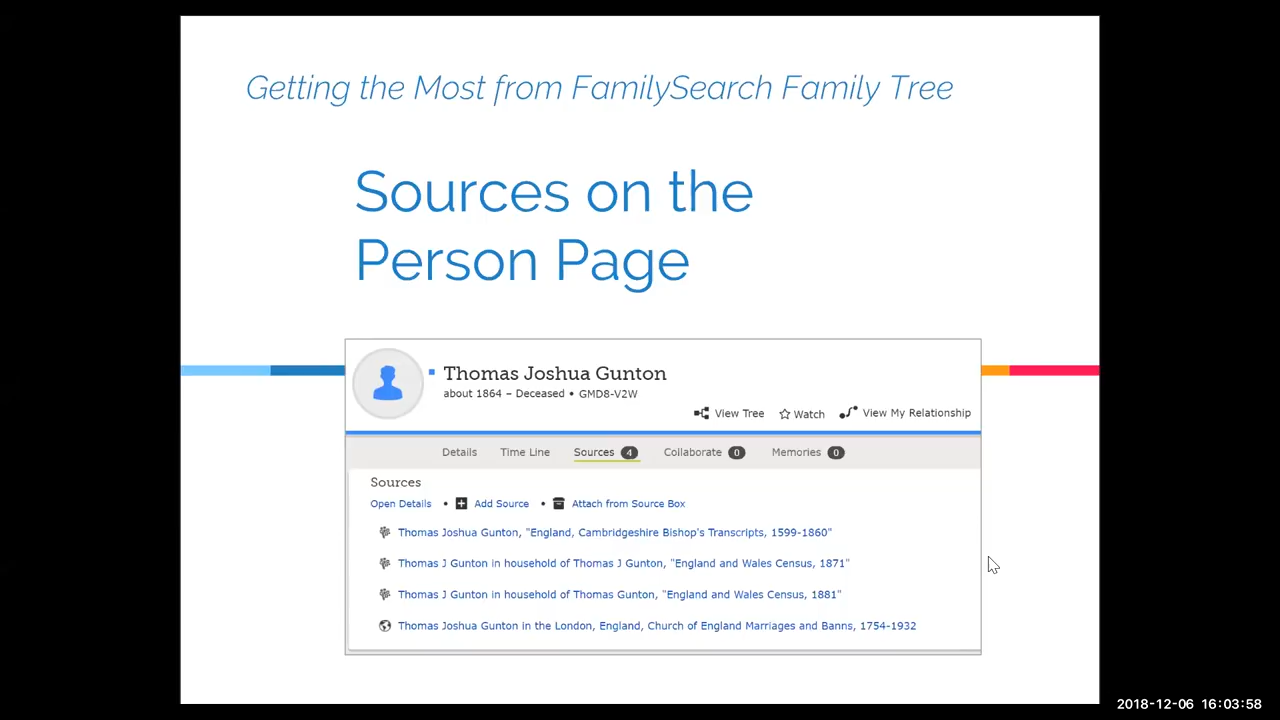 Getting the Most from FamilySearch Family Tree
Sources on the
Person Page
Thomas Joshua Gunton
about 1864 – Deceased • GMD8-V2W
View Tree Watch View My Relationship
Details Time Line Sources 4 Collaborate 0 Memories 0
Sources
Open Details • Add Source • Attach from Source Box
Thomas Joshua Gunton, "England, Cambridgeshire Bishop's Transcripts, 1599-1860"
Thomas J Gunton in household of Thomas J Gunton, "England and Wales Census, 1871"
Thomas J Gunton in household of Thomas Gunton, "England and Wales Census, 1881"
Thomas Joshua Gunton in the London, England, Church of England Marriages and Banns, 1754-1932
2018-12-06 16:03:58